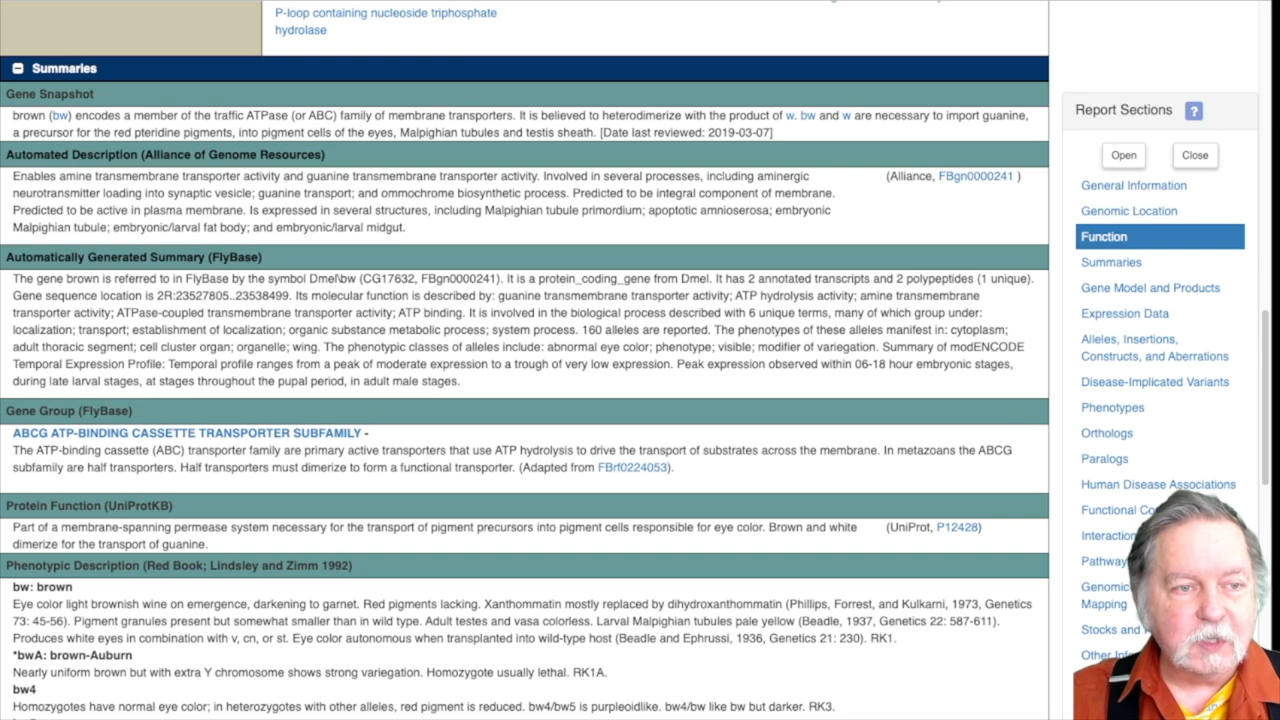 P-loop containing nucleoside triphosphate
hydrolase
Summaries
Gene Snapshot
brown (bw) encodes a member of the traffic ATPase (or ABC) family of membrane transporters. It is believed to heterodimerize with the product of w. bw and w are necessary to import guanine,
a precursor for the red pteridine pigments, into pigment cells of the eyes, Malpighian tubules and testis sheath. [Date last reviewed: 2019-03-07]
Automated Description (Alliance of Genome Resources)
Enables amine transmembrane transporter activity and guanine transmembrane transporter activity. Involved in several processes, including aminergic
neurotransmitter loading into synaptic vesicle; guanine transport; and ommochrome biosynthetic process. Predicted to be integral component of membrane.
Predicted to be active in plasma membrane. Is expressed in several structures, including Malpighian tubule primordium; apoptotic amnioserosa; embryonic
Malpighian tubule; embryonic/larval fat body; and embryonic/larval midgut.
(Alliance, FBgn0000241 )
Automatically Generated Summary (FlyBase)
The gene brown is referred to in FlyBase by the symbol Dmel\bw (CG17632, FBgn0000241). It is a protein_coding_gene from Dmel. It has 2 annotated transcripts and 2 polypeptides (1 unique).
Gene sequence location is 2R:23527805..23538499. Its molecular function is described by: guanine transmembrane transporter activity; ATP hydrolysis activity; amine transmembrane
transporter activity; ATPase-coupled transmembrane transporter activity; ATP binding. It is involved in the biological process described with 6 unique terms, many of which group under:
localization; transport; establishment of localization; organic substance metabolic process; system process. 160 alleles are reported. The phenotypes of these alleles manifest in: cytoplasm;
adult thoracic segment; cell cluster organ; organelle; wing. The phenotypic classes of alleles include: abnormal eye color; phenotype; visible; modifier of variegation. Summary of modENCODE
Temporal Expression Profile: Temporal profile ranges from a peak of moderate expression to a trough of very low expression. Peak expression observed within 06-18 hour embryonic stages,
during late larval stages, at stages throughout the pupal period, in adult male stages.
Gene Group (FlyBase)
ABCG ATP-BINDING CASSETTE TRANSPORTER SUBFAMILY -
The ATP-binding cassette (ABC) transporter family are primary active transporters that use ATP hydrolysis to drive the transport of substrates across the membrane. In metazoans the ABCG
subfamily are half transporters. Half transporters must dimerize to form a functional transporter. (Adapted from FBrf0224053).
Protein Function (UniProtKB)
Part of a membrane-spanning permease system necessary for the transport of pigment precursors into pigment cells responsible for eye color. Brown and white
dimerize for the transport of guanine.
(UniProt, P12428)
Phenotypic Description (Red Book; Lindsley and Zimm 1992)
bw: brown
Eye color light brownish wine on emergence, darkening to garnet. Red pigments lacking. Xanthommatin mostly replaced by dihydroxanthommatin (Phillips, Forrest, and Kulkarni, 1973, Genetics
73: 45-56). Pigment granules present but somewhat smaller than in wild type. Adult testes and vasa colorless. Larval Malpighian tubules pale yellow (Beadle, 1937, Genetics 22: 587-611).
Produces white eyes in combination with v, cn, or st. Eye color autonomous when transplanted into wild-type host (Beadle and Ephrussi, 1936, Genetics 21: 230). RK1.
*bwA: brown-Auburn
Nearly uniform brown but with extra Y chromosome shows strong variegation. Homozygote usually lethal. RK1A.
bw4
Homozygotes have normal eye color; in heterozygotes with other alleles, red pigment is reduced. bw4/bw5 is purpleoidlike. bw4/bw like bw but darker. RK3.
Report Sections ?
Open Close
General Information
Genomic Location
Function
Summaries
Gene Model and Products
Expression Data
Alleles, Insertions,
Constructs, and Aberrations
Disease-Implicated Variants
Phenotypes
Orthologs
Paralogs
Human Disease Associations
Functional Co
Interaction
Pathway
Genomic
Mapping
Stocks and
Other Inf